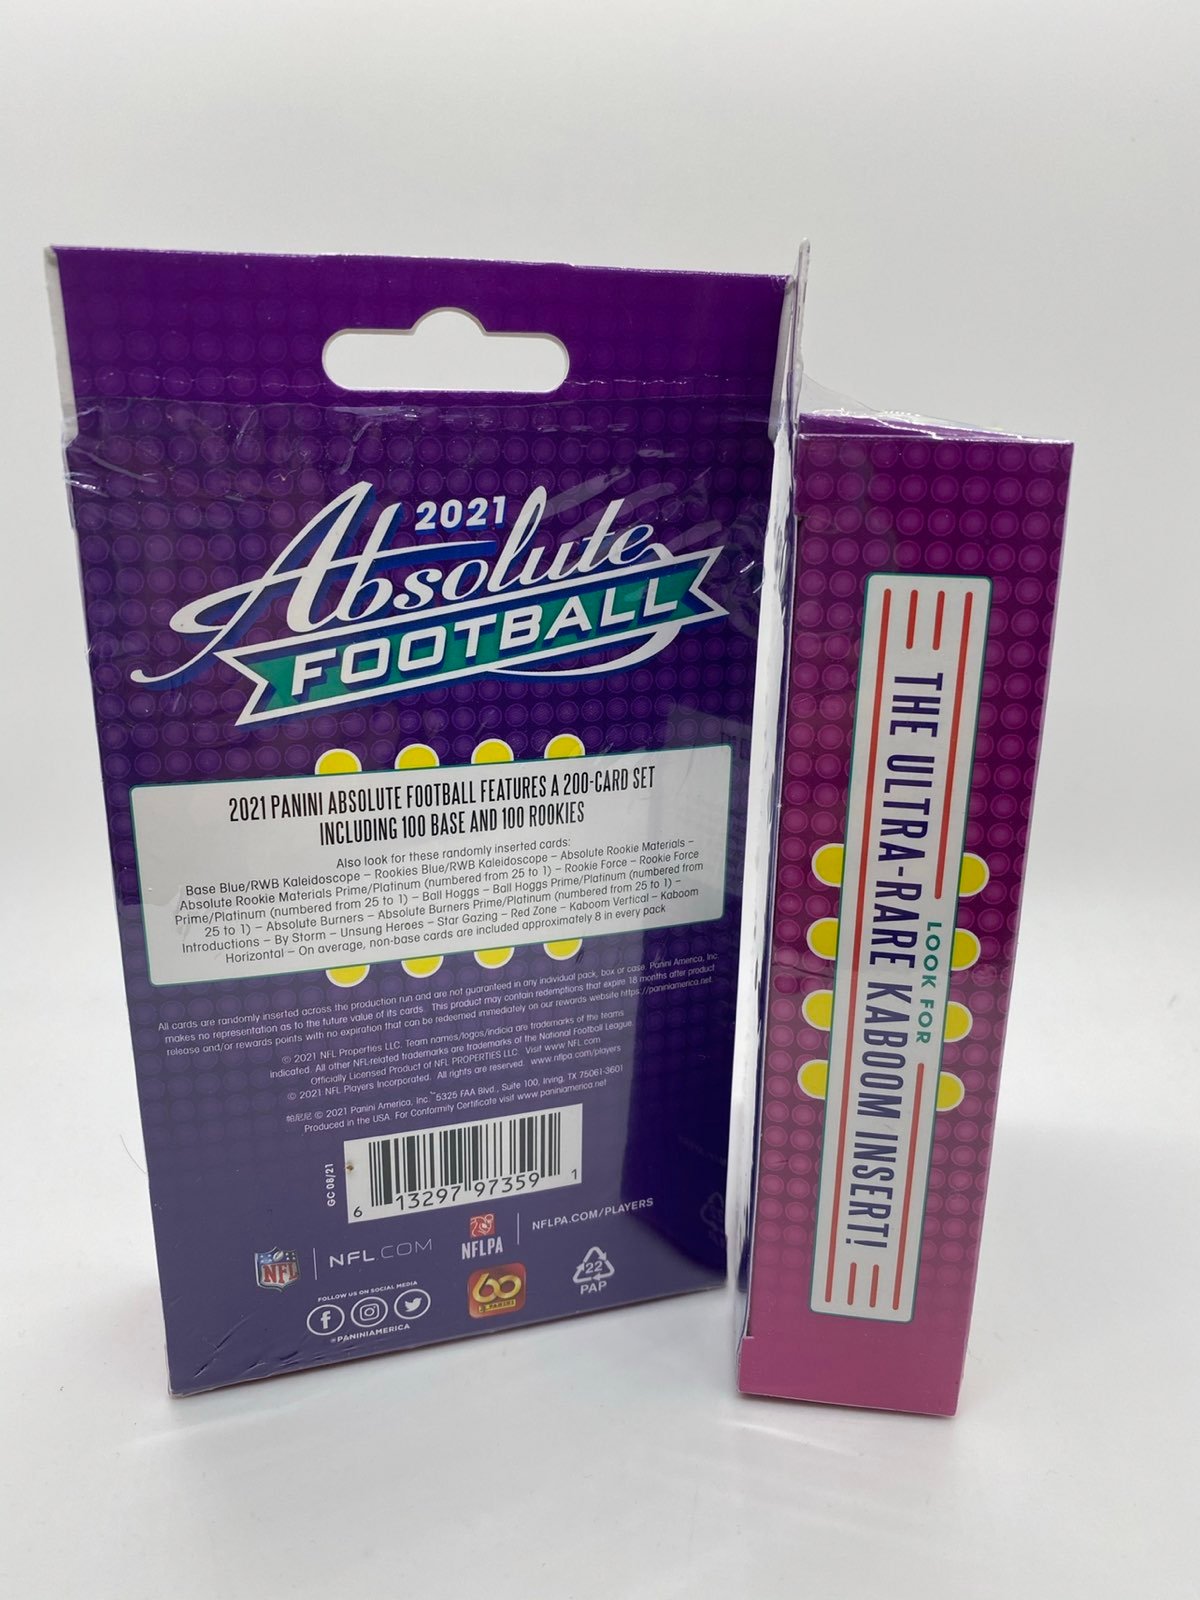 2021
Absolute
FOOTBALL
2021 PANINI ABSOLUTE FOOTBALL FEATURES A 200-CARD SET
INCLUDING 100 BASE AND 100 ROOKIES
Also look for these randomly inserted cards:
Base Blue/RWB Kaleidoscope – Rookies Blue/RWB Kaleidoscope – Absolute Rookie Materials –
Absolute Rookie Materials Prime/Platinum (numbered from 25 to 1) – Rookie Force – Rookie Force
Prime/Platinum (numbered from 25 to 1) – Ball Hoggs – Ball Hoggs Prime/Platinum (numbered from
25 to 1) – Absolute Burners – Absolute Burners Prime/Platinum (numbered from 25 to 1) –
Introductions – By Storm – Unsung Heroes – Star Gazing – Red Zone – Kaboom Vertical – Kaboom
Horizontal – On average, non-base cards are included approximately 8 in every pack
All cards are randomly inserted across the production run and are not guaranteed in any individual pack, box or case. Panini America, Inc.
makes no representation as to the future value of its cards. This product may contain redemptions that expire 18 months after product
release and/or rewards points with no expiration that can be redeemed immediately on our rewards website https://paniniamerica.net.
© 2021 NFL Properties LLC. Team names/logos/indicia are trademarks of the teams
indicated. All other NFL-related trademarks are trademarks of the National Football League.
Officially Licensed Product of NFL PROPERTIES LLC. Visit www.NFL.com
© 2021 NFL Players Incorporated. All rights are reserved. www.nflpa.com/players
帕尼尼 © 2021 Panini America, Inc. 5325 FAA Blvd., Suite 100, Irving, TX 75061-3601
Produced in the USA. For Conformity Certificate visit www.paniniamerica.net
GC 08/21
6 13297 97359 1
NFL
NFL.COM
NFLPA
NFLPA.COM/PLAYERS
FOLLOW US ON SOCIAL MEDIA
@PANINIAMERICA
60
PANINI
22
PAP
LOOK FOR
THE ULTRA-RARE KABOOM INSERT!